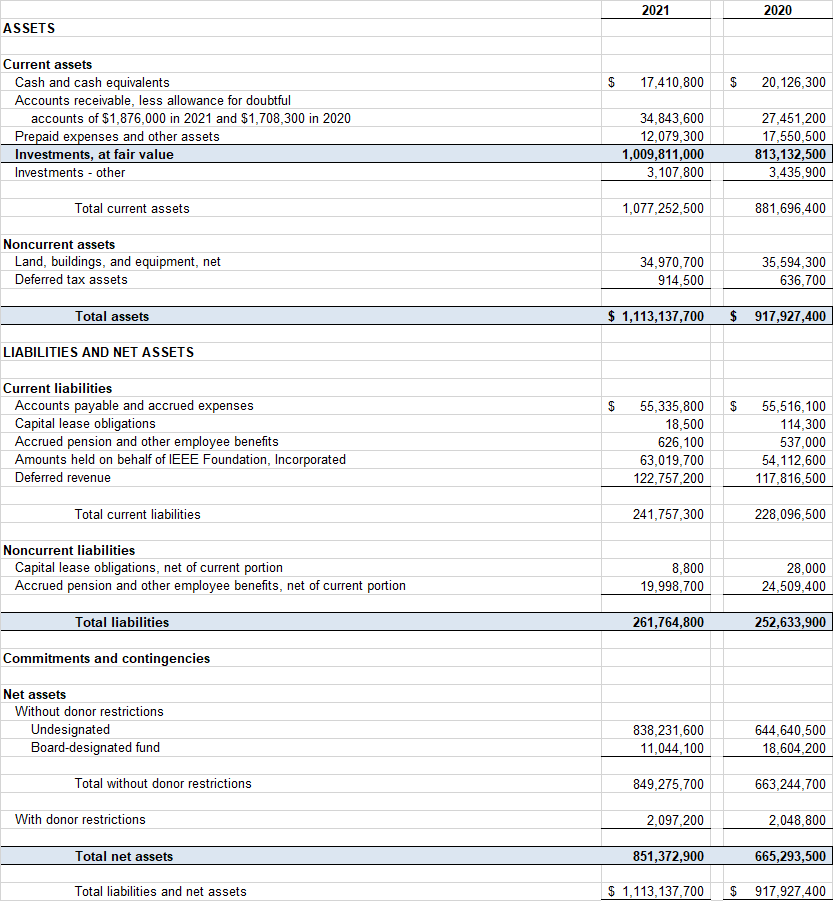 2021 2020
ASSETS
Current assets
Cash and cash equivalents $ 17,410,800 $ 20,126,300
Accounts receivable, less allowance for doubtful
accounts of $1,876,000 in 2021 and $1,708,300 in 2020 34,843,600 27,451,200
Prepaid expenses and other assets 12,079,300 17,550,500
Investments, at fair value 1,009,811,000 813,132,500
Investments - other 3,107,800 3,435,900
Total current assets 1,077,252,500 881,696,400
Noncurrent assets
Land, buildings, and equipment, net 34,970,700 35,594,300
Deferred tax assets 914,500 636,700
Total assets $ 1,113,137,700 $ 917,927,400
LIABILITIES AND NET ASSETS
Current liabilities
Accounts payable and accrued expenses $ 55,335,800 $ 55,516,100
Capital lease obligations 18,500 114,300
Accrued pension and other employee benefits 626,100 537,000
Amounts held on behalf of IEEE Foundation, Incorporated 63,019,700 54,112,600
Deferred revenue 122,757,200 117,816,500
Total current liabilities 241,757,300 228,096,500
Noncurrent liabilities
Capital lease obligations, net of current portion 8,800 28,000
Accrued pension and other employee benefits, net of current portion 19,998,700 24,509,400
Total liabilities 261,764,800 252,633,900
Commitments and contingencies
Net assets
Without donor restrictions
Undesignated 838,231,600 644,640,500
Board-designated fund 11,044,100 18,604,200
Total without donor restrictions 849,275,700 663,244,700
With donor restrictions 2,097,200 2,048,800
Total net assets 851,372,900 665,293,500
Total liabilities and net assets $ 1,113,137,700 $ 917,927,400